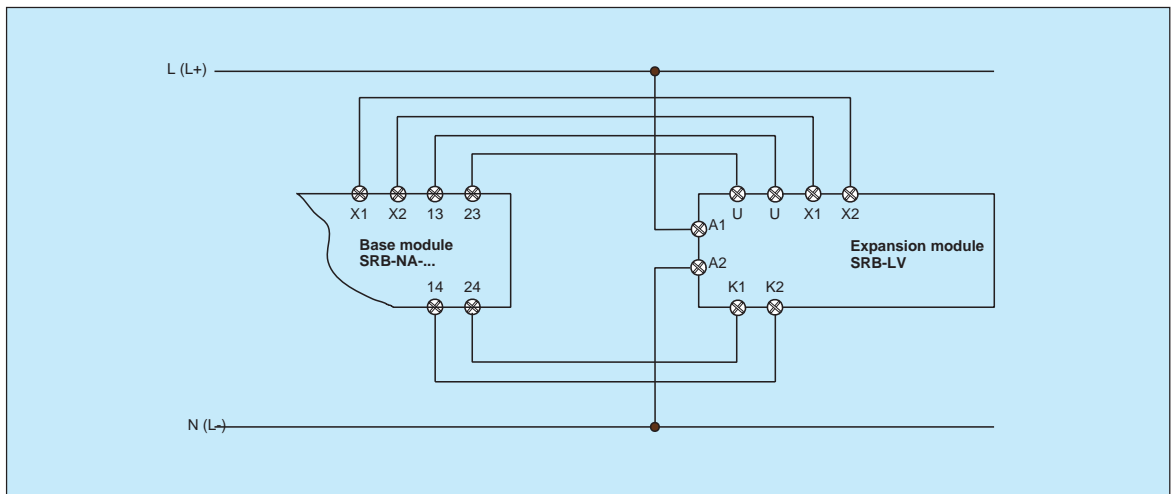 L (L+)
X1 X2 13 23
U U X1 X2
A1
Base module
SRB-NA-...
Expansion module
SRB-LV
A2
14 24
K1 K2
N (L-)